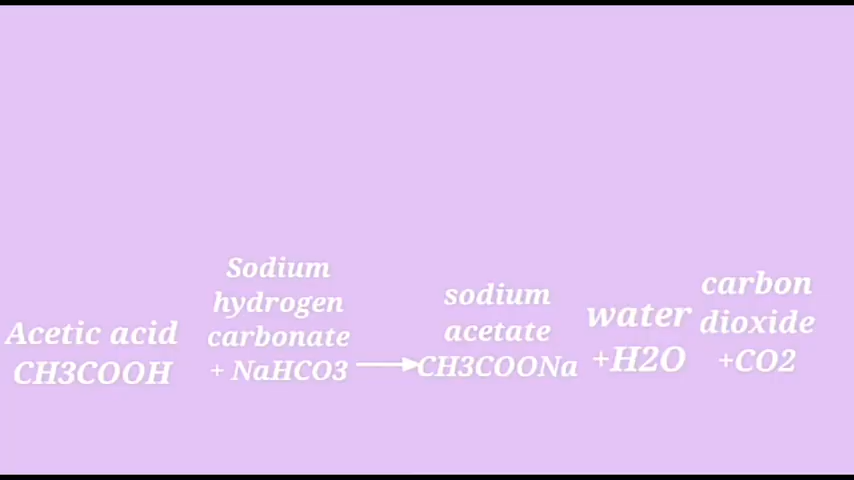 Acetic acid
CH3COOH
Sodium
hydrogen
carbonate
+ NaHCO3
sodium
acetate
CH3COONa
water
+H2O
carbon
dioxide
+CO2